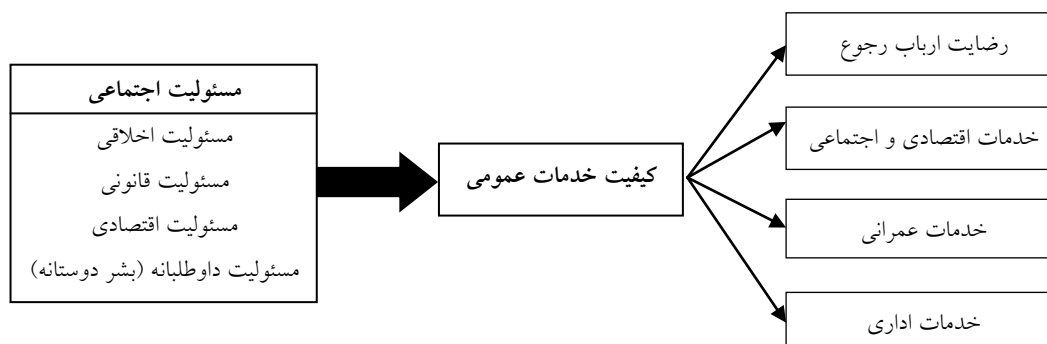 مسئولیت اجتماعی
مسئولیت اخلاقی
مسئولیت قانونی
مسئولیت اقتصادی
مسئولیت داوطلبانه (بشر دوستانه)
کیفیت خدمات عمومی
رضایت ارباب رجوع
خدمات اقتصادی و اجتماعی
خدمات عمرانی
خدمات اداری